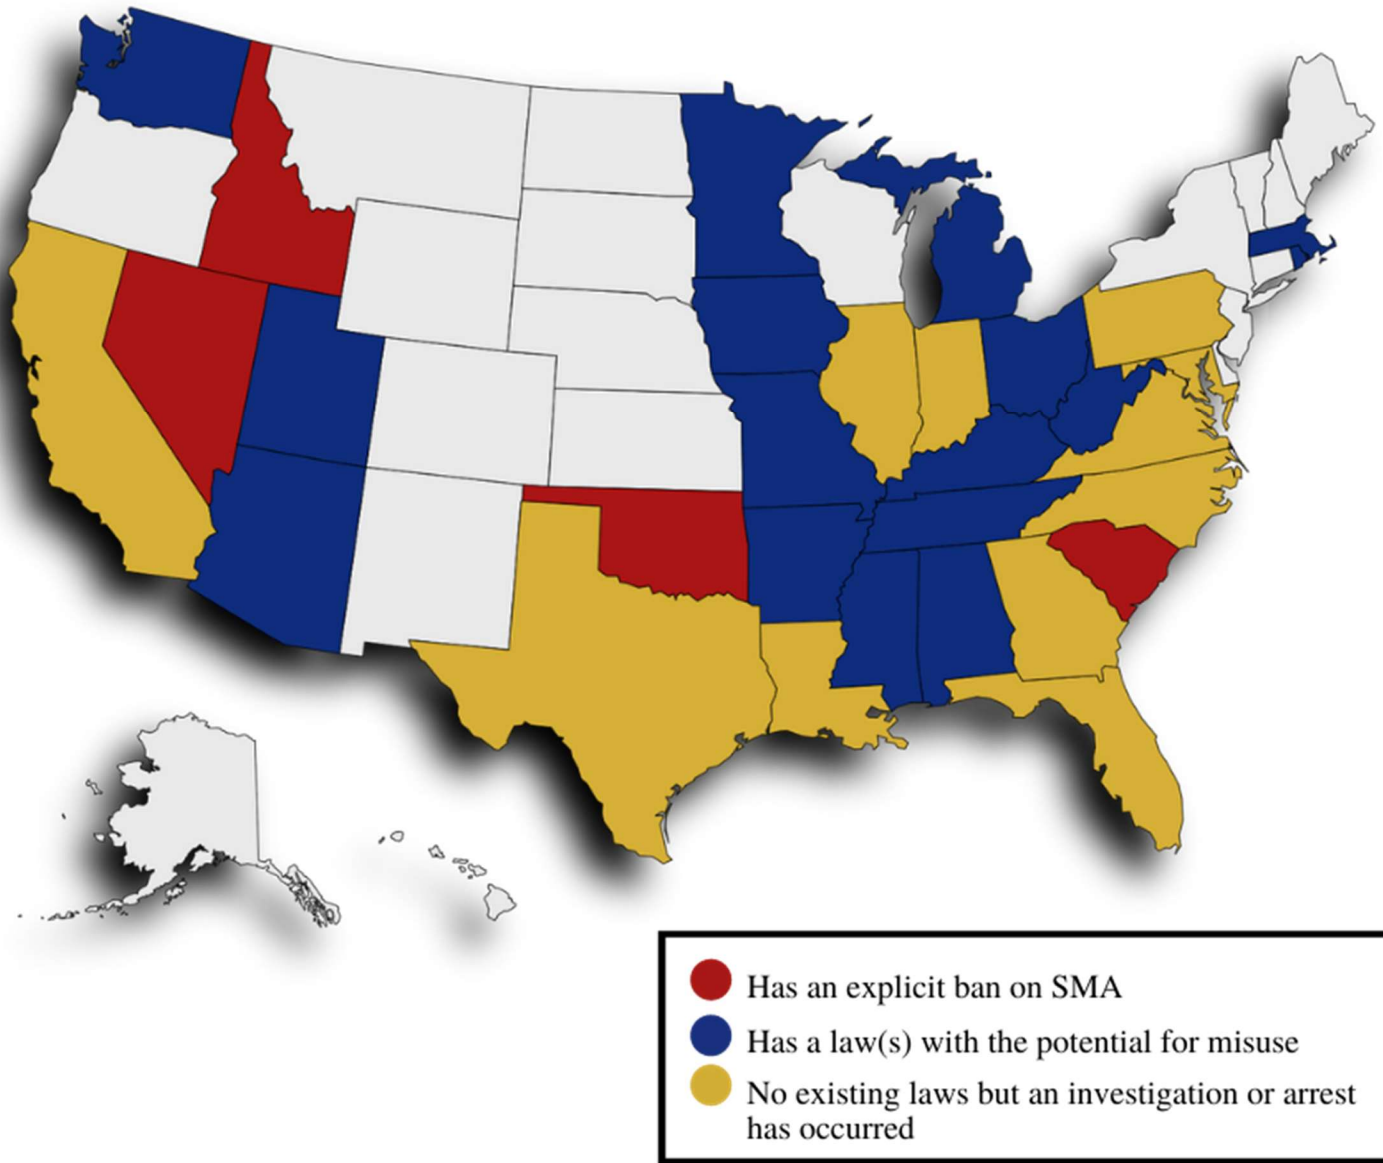 Has an explicit ban on SMA
Has a law(s) with the potential for misuse
No existing laws but an investigation or arrest
has occurred